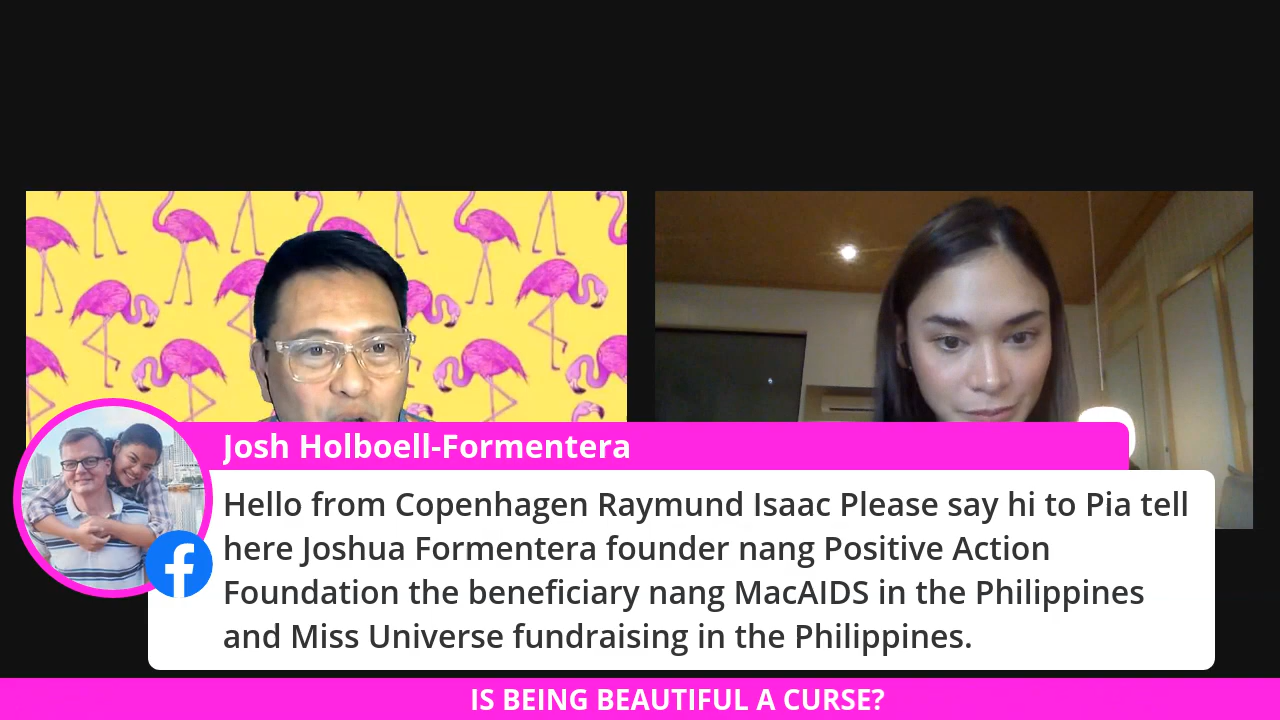 Josh Holboell-Formentera
Hello from Copenhagen Raymund Isaac Please say hi to Pia tell
here Joshua Formentera founder nang Positive Action
Foundation the beneficiary nang MacAIDS in the Philippines
and Miss Universe fundraising in the Philippines.
IS BEING BEAUTIFUL A CURSE?